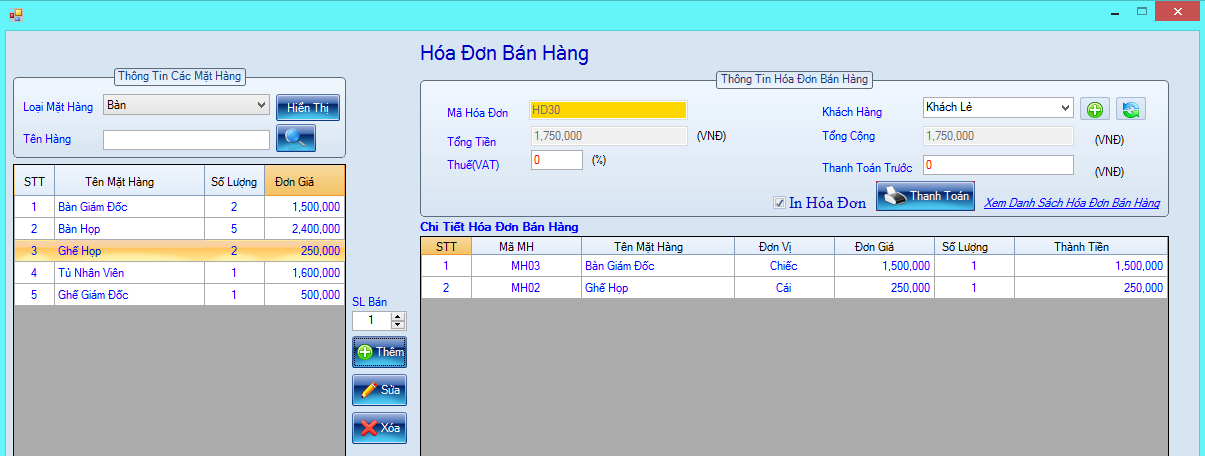 Hóa Đơn Bán Hàng
Thông Tin Các Mặt Hàng
Loại Mặt Hàng Bàn Hiển Thị
Tên Hàng
STT Tên Mặt Hàng Số Lượng Đơn Giá
1 Bàn Giám Đốc 2 1,500,000
2 Bàn Họp 5 2,400,000
3 Ghế Họp 2 250,000
4 Tủ Nhân Viên 1 1,600,000
5 Ghế Giám Đốc 1 500,000
SL Bán
1
Thêm
Sửa
Xóa
Thông Tin Hóa Đơn Bán Hàng
Mã Hóa Đơn HD30 Khách Hàng Khách Lẻ
Tổng Tiền 1,750,000 (VNĐ) Tổng Cộng 1,750,000 (VNĐ)
Thuế(VAT) 0 (%) Thanh Toán Trước 0 (VNĐ)
In Hóa Đơn Thanh Toán Xem Danh Sách Hóa Đơn Bán Hàng
Chi Tiết Hóa Đơn Bán Hàng
STT Mã MH Tên Mặt Hàng Đơn Vị Đơn Giá Số Lượng Thành Tiền
1 MH03 Bàn Giám Đốc Chiếc 1,500,000 1 1,500,000
2 MH02 Ghế Họp Cái 250,000 1 250,000